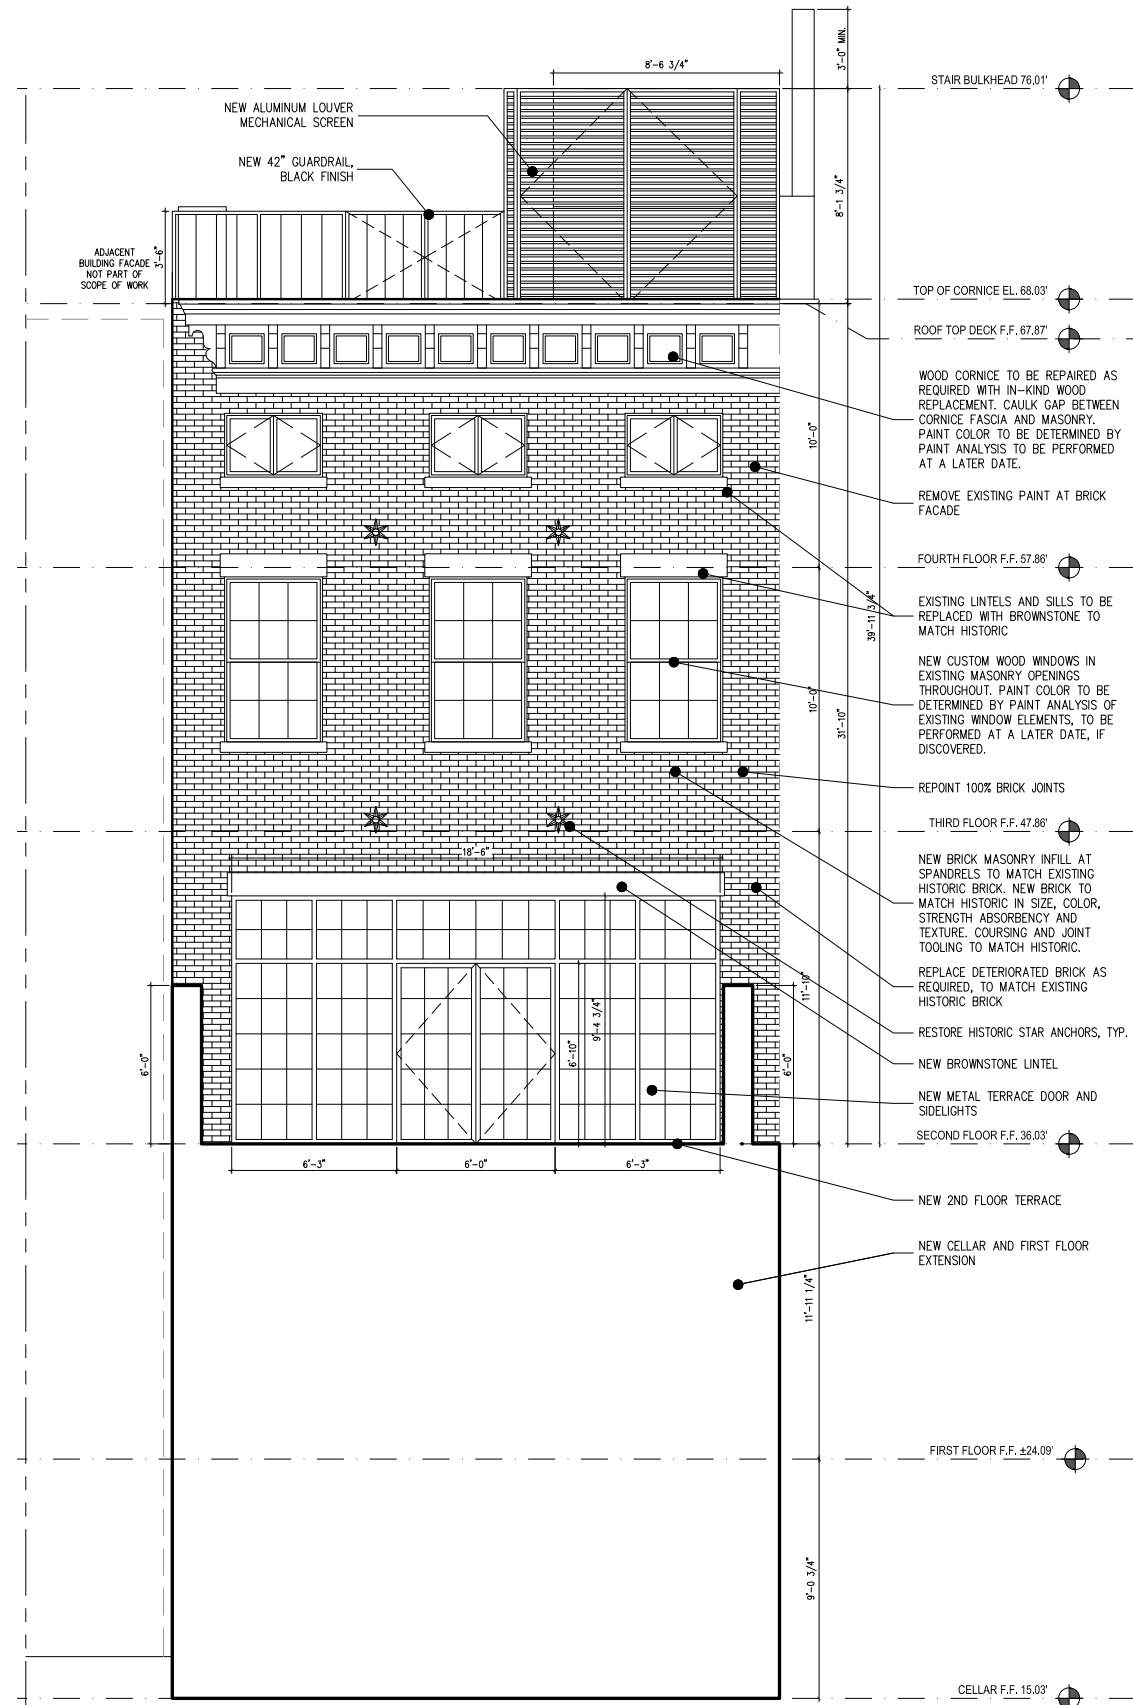 3'-0" MIN.
8'-6 3/4"
STAIR BULKHEAD 76.01'
NEW ALUMINUM LOUVER
MECHANICAL SCREEN
NEW 42" GUARDRAIL,
BLACK FINISH
8'-1 3/4"
ADJACENT
BUILDING FACADE
NOT PART OF
SCOPE OF WORK
3'-6"
TOP OF CORNICE EL. 68.03'
ROOF TOP DECK F.F. 67.87'
WOOD CORNICE TO BE REPAIRED AS
REQUIRED WITH IN-KIND WOOD
REPLACEMENT. CAULK GAP BETWEEN
CORNICE FASCIA AND MASONRY.
PAINT COLOR TO BE DETERMINED BY
PAINT ANALYSIS TO BE PERFORMED
AT A LATER DATE.
10'-0"
REMOVE EXISTING PAINT AT BRICK
FACADE
FOURTH FLOOR F.F. 57.86'
39'-11 3/4"
EXISTING LINTELS AND SILLS TO BE
REPLACED WITH BROWNSTONE TO
MATCH HISTORIC
NEW CUSTOM WOOD WINDOWS IN
EXISTING MASONRY OPENINGS
THROUGHOUT. PAINT COLOR TO BE
DETERMINED BY PAINT ANALYSIS OF
EXISTING WINDOW ELEMENTS, TO BE
PERFORMED AT A LATER DATE, IF
DISCOVERED.
10'-0"
31'-10"
REPOINT 100% BRICK JOINTS
THIRD FLOOR F.F. 47.86'
18'-6"
NEW BRICK MASONRY INFILL AT
SPANDRELS TO MATCH EXISTING
HISTORIC BRICK. NEW BRICK TO
MATCH HISTORIC IN SIZE, COLOR,
STRENGTH ABSORBENCY AND
TEXTURE. COURSING AND JOINT
TOOLING TO MATCH HISTORIC.
REPLACE DETERIORATED BRICK AS
REQUIRED, TO MATCH EXISTING
HISTORIC BRICK
11'-10"
9'-4 3/4"
6'-10"
6'-0"
6'-0"
RESTORE HISTORIC STAR ANCHORS, TYP.
NEW BROWNSTONE LINTEL
NEW METAL TERRACE DOOR AND
SIDELIGHTS
SECOND FLOOR F.F. 36.03'
6'-3"
6'-0"
6'-3"
NEW 2ND FLOOR TERRACE
NEW CELLAR AND FIRST FLOOR
EXTENSION
11'-11 1/4"
FIRST FLOOR F.F. ±24.09'
9'-0 3/4"
CELLAR F.F. 15.03'